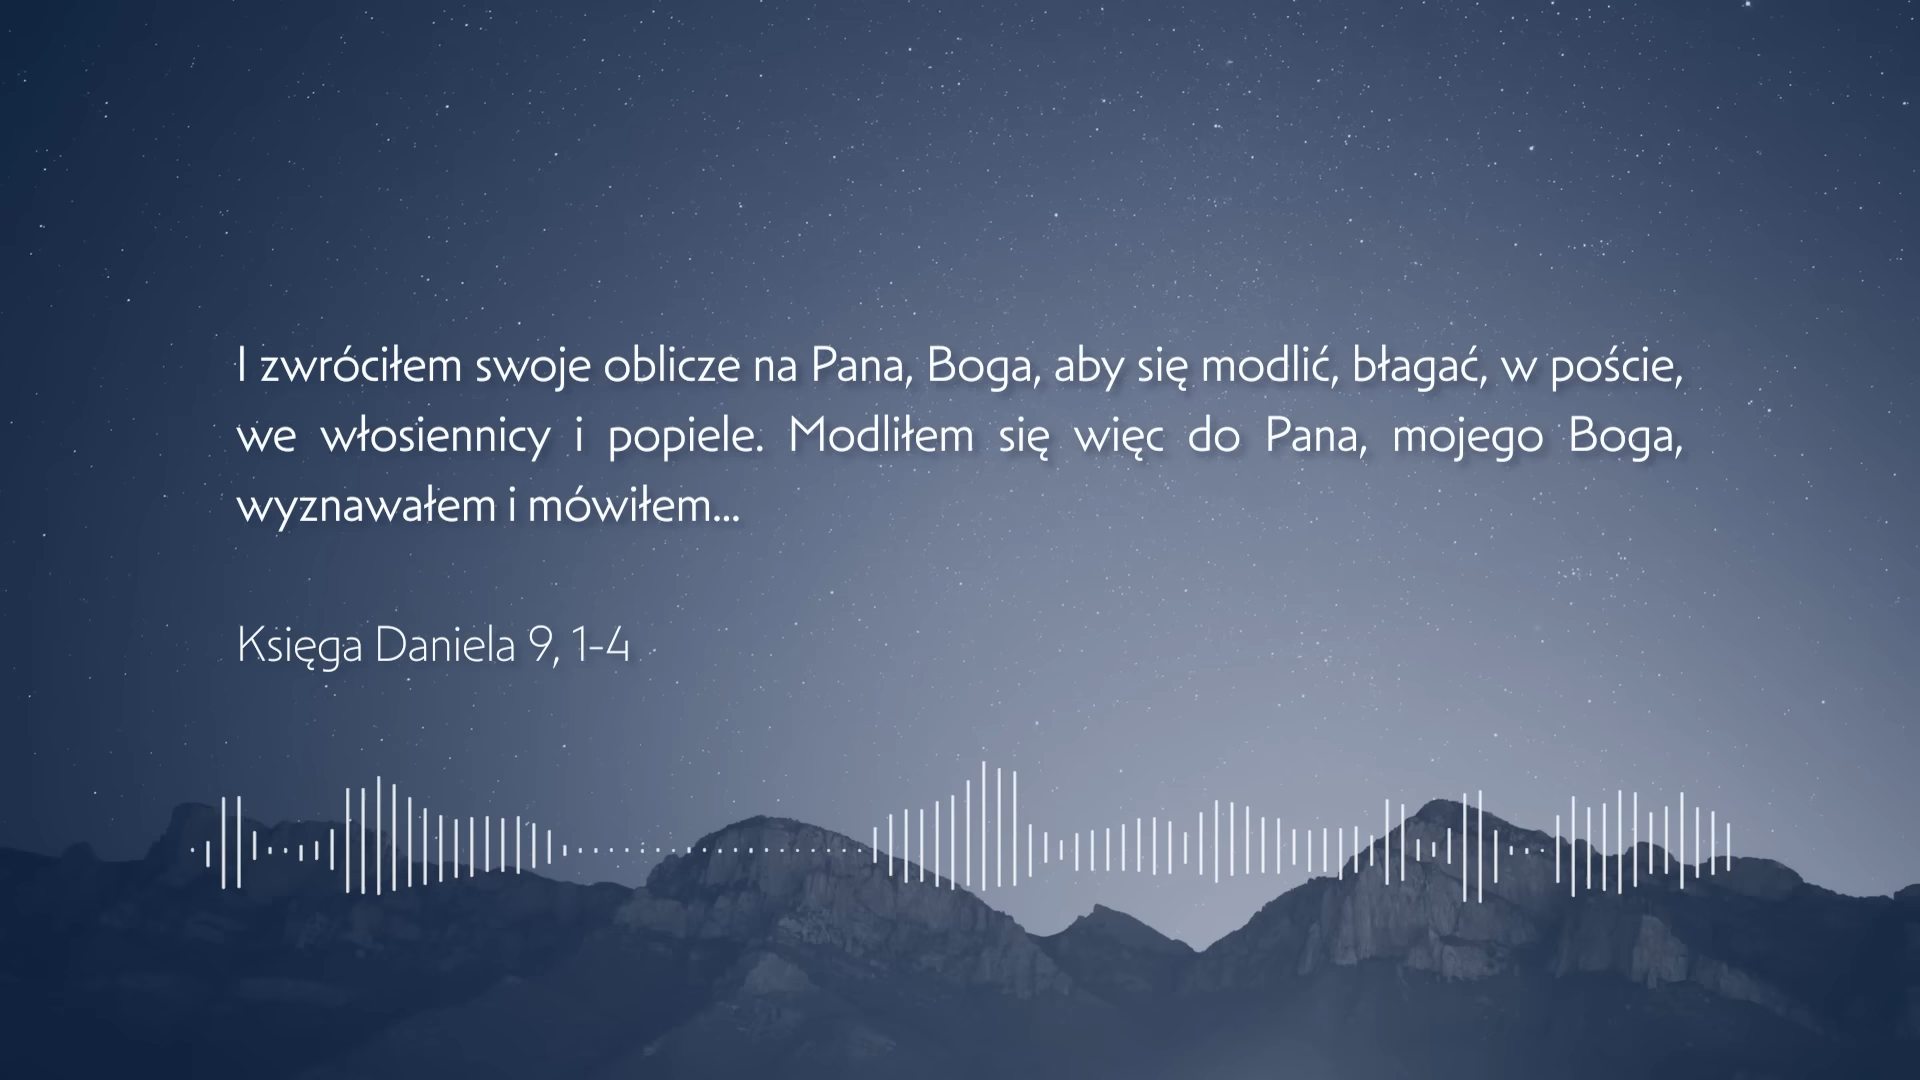 I zwróciłem swoje oblicze na Pana, Boga, aby się modlić, błagać, w poście,
we włosiennicy i popiele. Modliłem się więc do Pana, mojego Boga,
wyznawałem i mówiłem...
Księga Daniela 9, 1-4